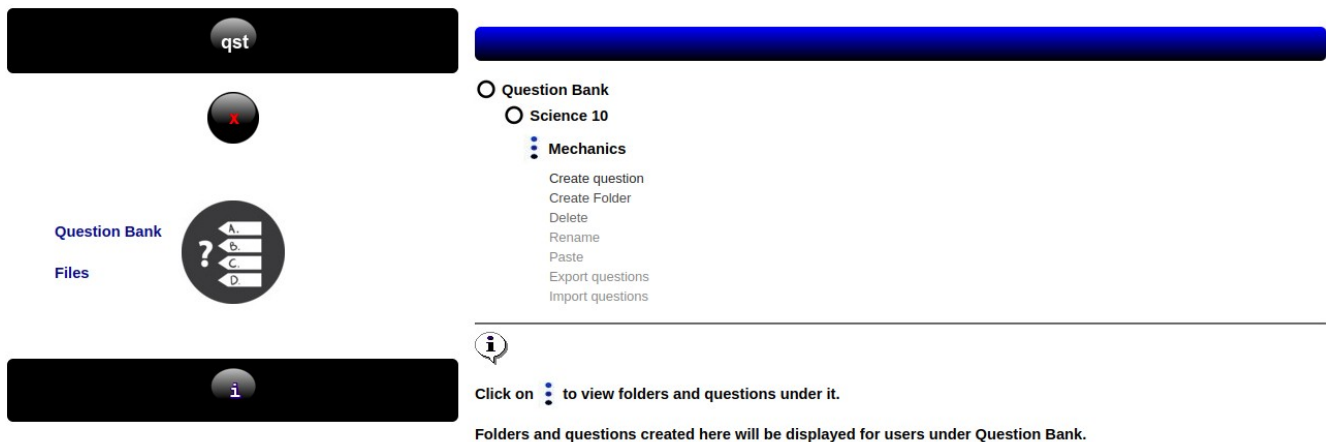 qst
x
Question Bank
Files
?
A.
B.
C.
D.
i
Question Bank
Science 10
Mechanics
Create question
Create Folder
Delete
Rename
Paste
Export questions
Import questions
i
Click on to view folders and questions under it.
Folders and questions created here will be displayed for users under Question Bank.